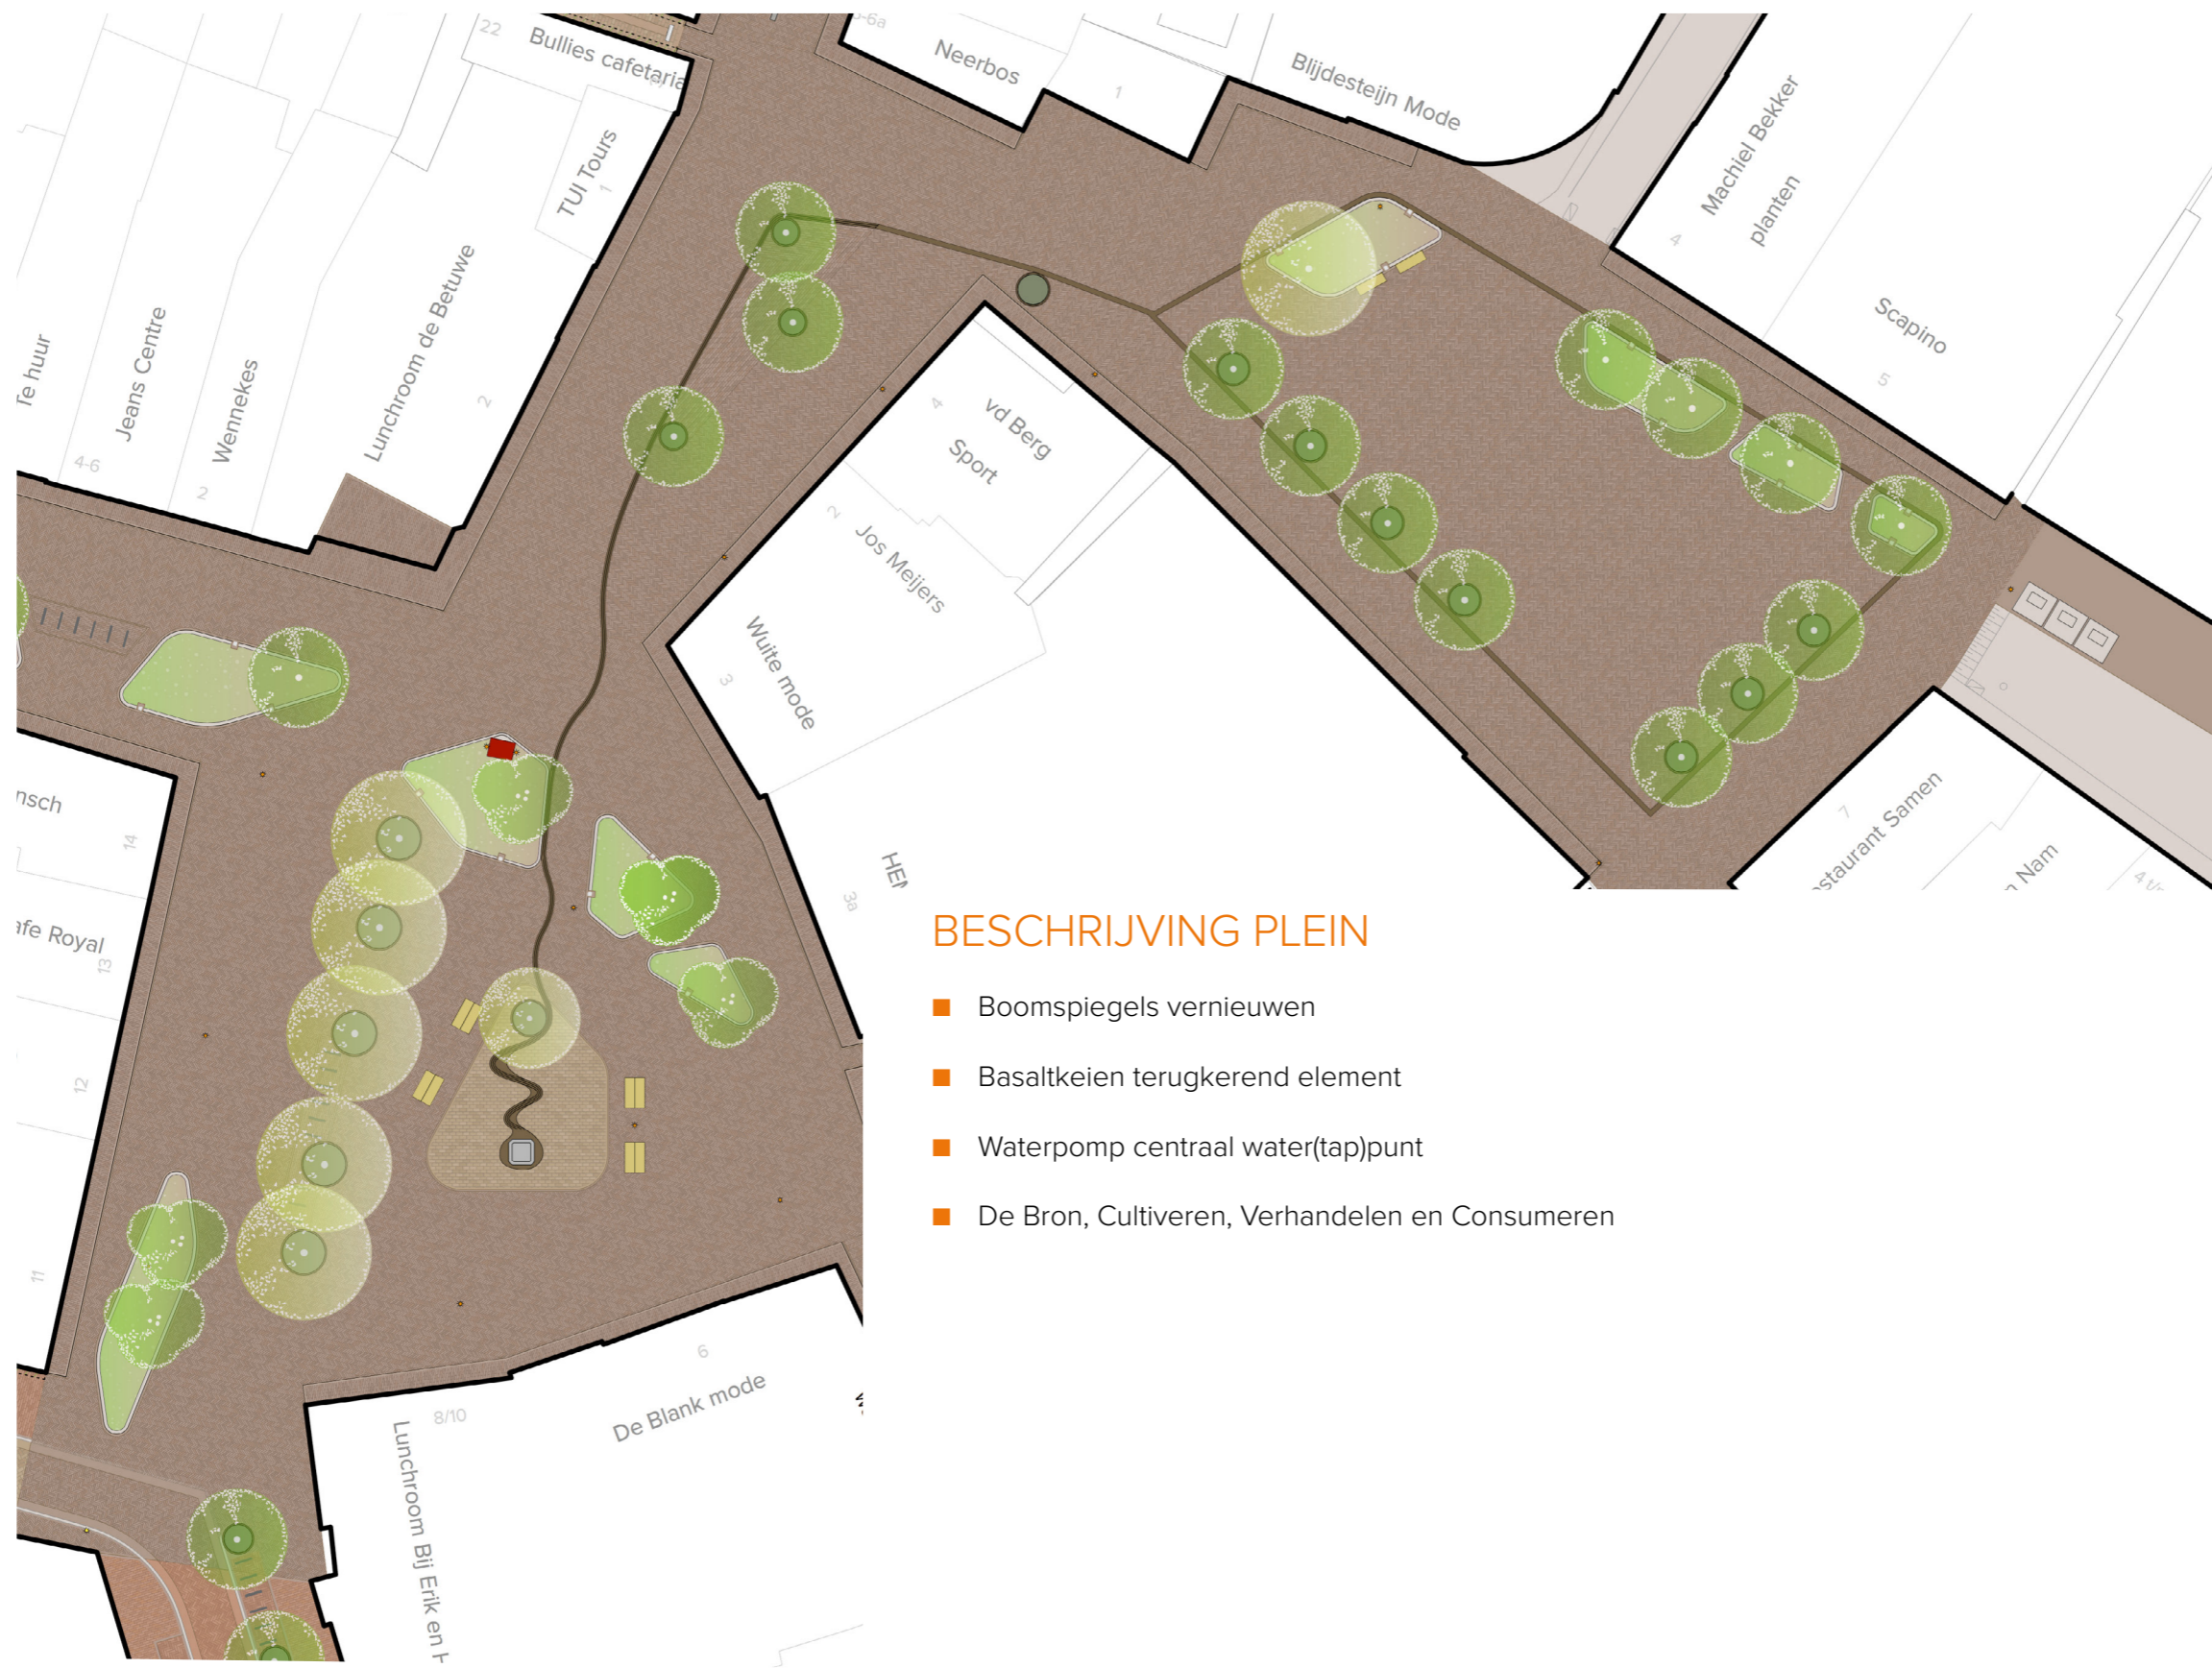 22
Bullies cafetaria
Neerbos
1
Blijdesteijn Mode
Machiel Bekker
planten
4
Scapino
5
TUI Tours
1
Lunchroom de Betuwe
2
Te huur
Jeans Centre
4-6
Wennekes
2
vd Berg
Sport
4
Jos Meijers
2
Wuite mode
3
3a
14
afe Royal
13
12
11
7
staurant Samen
Nam
BESCHRIJVING PLEIN
Boomspiegels vernieuwen
Basaltkeien terugkerend element
Waterpomp centraal water(tap)punt
De Bron, Cultiveren, Verhandelen en Consumeren
6
De Blank mode
8/10
Lunchroom Bij Erik en